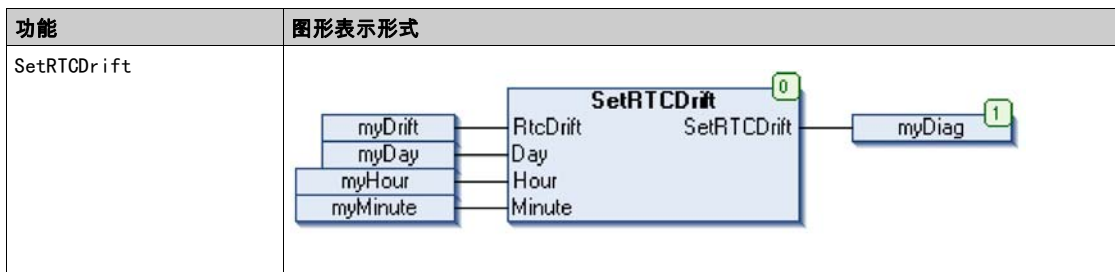 功能 图形表示形式
SetRTCDrift
0
SetRTCDrift
myDrift RtcDrift SetRTCDrift myDiag 1
myDay Day
myHour Hour
myMinute Minute